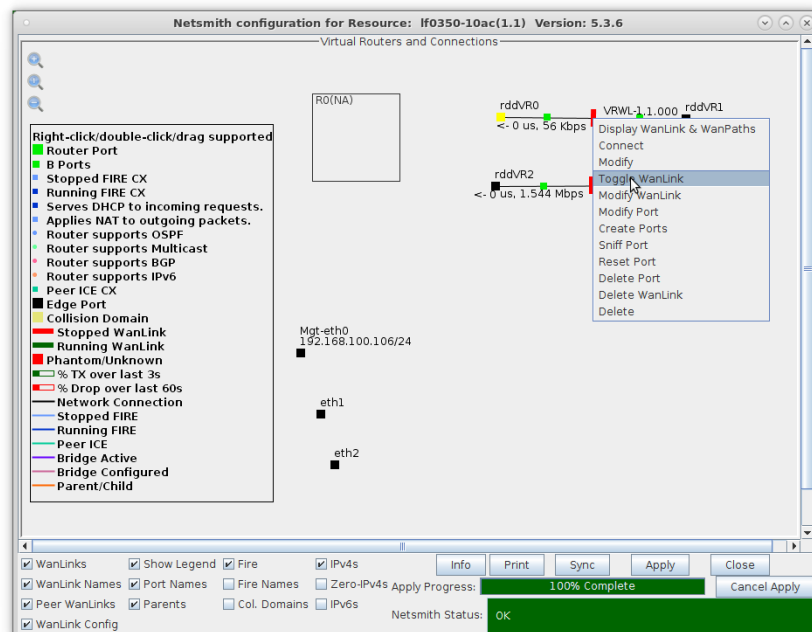 Netsmith configuration for Resource: lf0350-10ac(1.1) Version: 5.3.6
Virtual Routers and Connections
R0(NA)
rddVR0
VRWL-1.1.000
rddVR1
<- 0 us, 56 Kbps
rddVR2
<- 0 us, 1.544 Mbps
Display WanLink & WanPaths
Connect
Modify
Toggle WanLink
Modify WanLink
Modify Port
Create Ports
Sniff Port
Reset Port
Delete Port
Delete WanLink
Delete
Right-click/double-click/drag supported
Router Port
B Ports
Stopped FIRE CX
Running FIRE CX
Serves DHCP to incoming requests.
Applies NAT to outgoing packets.
Router supports OSPF
Router supports Multicast
Router supports BGP
Router supports IPv6
Peer ICE CX
Edge Port
Collision Domain
Stopped WanLink
Running WanLink
Phantom/Unknown
% TX over last 3s
% Drop over last 60s
Network Connection
Stopped FIRE
Running FIRE
Peer ICE
Bridge Active
Bridge Configured
Parent/Child
Mgt-eth0
192.168.100.106/24
eth1
eth2
WanLinks Show Legend Fire IPv4s Info Print Sync Apply Close
WanLink Names Port Names Fire Names Zero-IPv4s Apply Progress: 100% Complete Cancel Apply
Peer WanLinks Parents Col. Domains IPv6s Netsmith Status: OK
WanLink Config